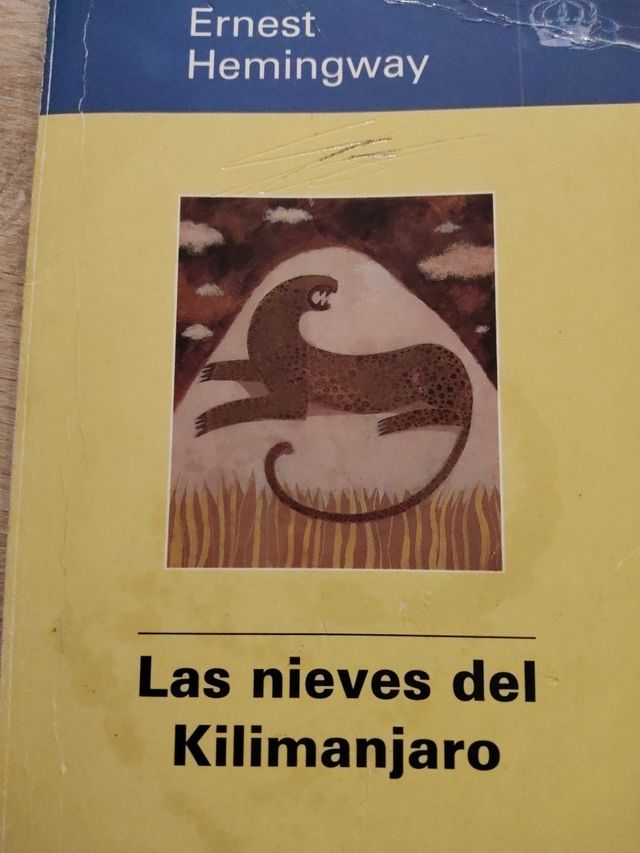 Ernest
Hemingway
Las nieves del
Kilimanjaro